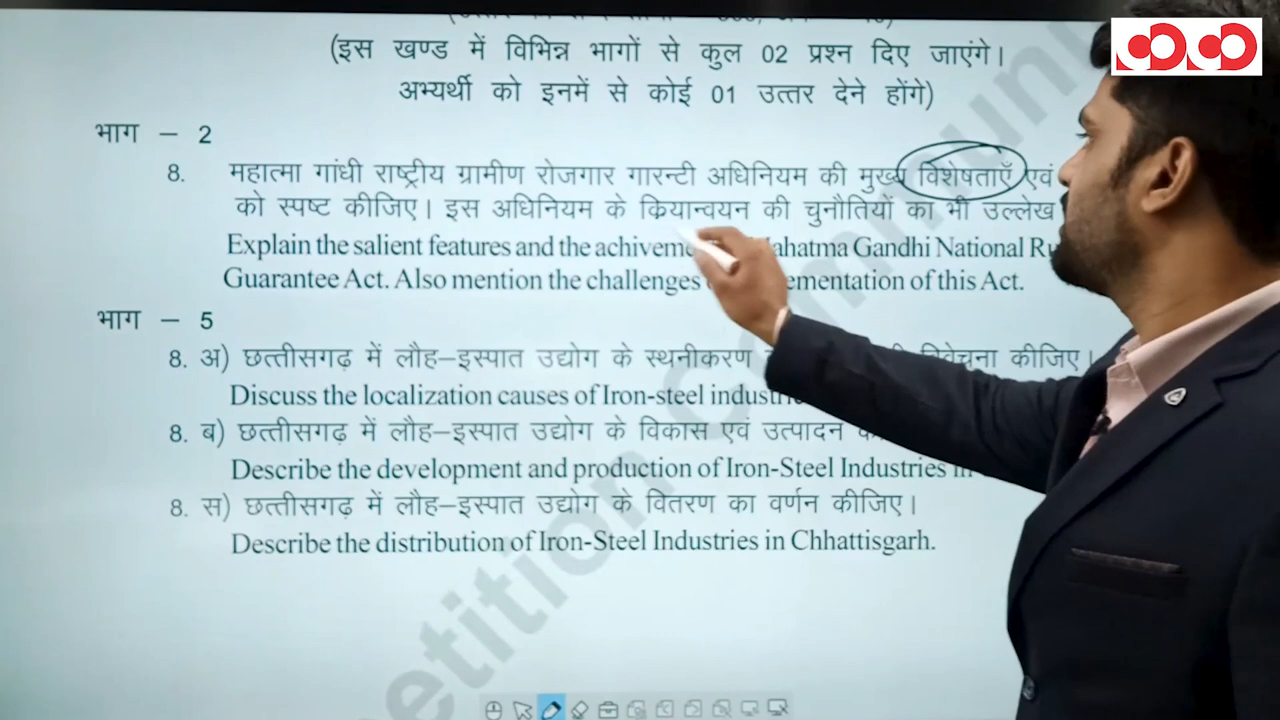 (इस खण्ड में विभिन्न भागों से कुल 02 प्रश्न दिए जाएंगे।
अभ्यर्थी को इनमें से कोई 01 उत्तर देने होंगे)
भाग – 2
8. महात्मा गांधी राष्ट्रीय ग्रामीण रोजगार गारन्टी अधिनियम की मुख्य विशेषताएँ एवं
को स्पष्ट कीजिए। इस अधिनियम के क्रियान्वयन की चुनौतियों का भी उल्लेख
Explain the salient features and the Mahatma Gandhi National
Guarantee Act. Also mention the challenges of this Act.
भाग – 5
8. अ) छत्तीसगढ़ में लौह–इस्पात उद्योग के स्थनीकरण विवेचना कीजिए।
Discuss the localization causes of Iron-steel
8. ब) छत्तीसगढ़ में लौह–इस्पात उद्योग के विकास एवं उत्पादन
Describe the development and production of Iron-Steel Industries in
8. स) छत्तीसगढ़ में लौह–इस्पात उद्योग के वितरण का वर्णन कीजिए।
Describe the distribution of Iron-Steel Industries in Chhattisgarh.